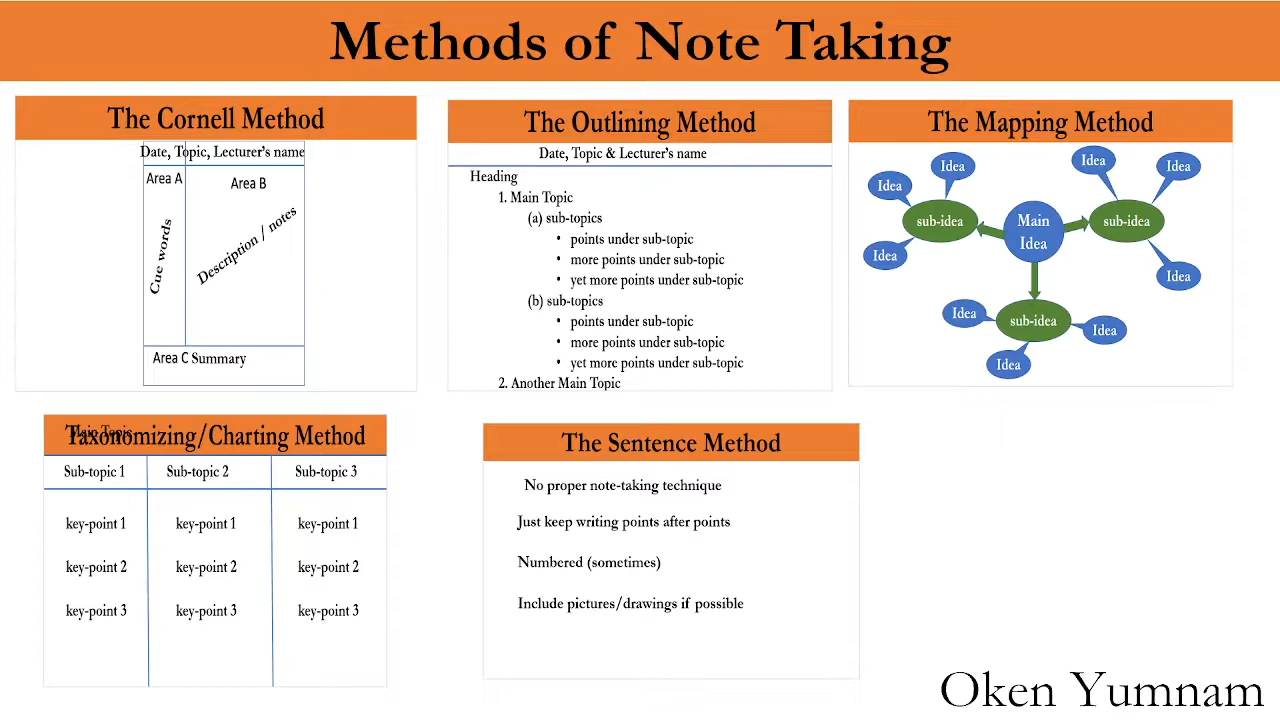 Methods of Note Taking
The Cornell Method
Date, Topic, Lecturer's name
Area A
Area B
Cue words
Description / notes
Area C Summary
The Outlining Method
Date, Topic & Lecturer's name
Heading
1. Main Topic
(a) sub-topics
• points under sub-topic
• more points under sub-topic
• yet more points under sub-topic
(b) sub-topics
• points under sub-topic
• more points under sub-topic
• yet more points under sub-topic
2. Another Main Topic
The Mapping Method
Idea
Idea
Idea
sub-idea
Main
Idea
Idea
Idea
Idea
sub-idea
Idea
Idea
Idea
sub-idea
Taxonomizing/Charting Method
Main Topic
Sub-topic 1
Sub-topic 2
Sub-topic 3
key-point 1
key-point 1
key-point 1
key-point 2
key-point 2
key-point 2
key-point 3
key-point 3
key-point 3
The Sentence Method
No proper note-taking technique
Just keep writing points after points
Numbered (sometimes)
Include pictures/drawings if possible
Oken Yumnam